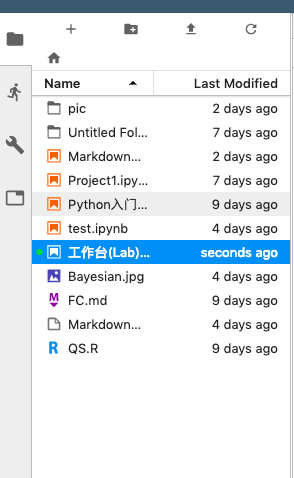 Name Last Modified
pic 2 days ago
Untitled Fol... 7 days ago
Markdown... 2 days ago
Project1.ipy... 7 days ago
Python入门... 9 days ago
test.ipynb 4 days ago
工作台(Lab)... seconds ago
Bayesian.jpg 4 days ago
FC.md 9 days ago
Markdown... 4 days ago
QS.R 9 days ago